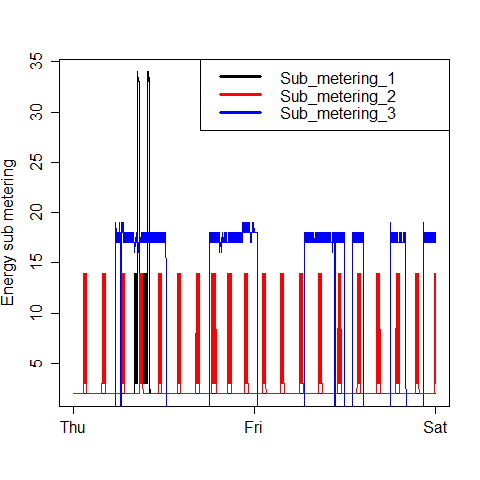 Sub_metering_1
Sub_metering_2
Sub_metering_3
Energy sub metering
35
30
25
20
15
10
5
Thu
Fri
Sat